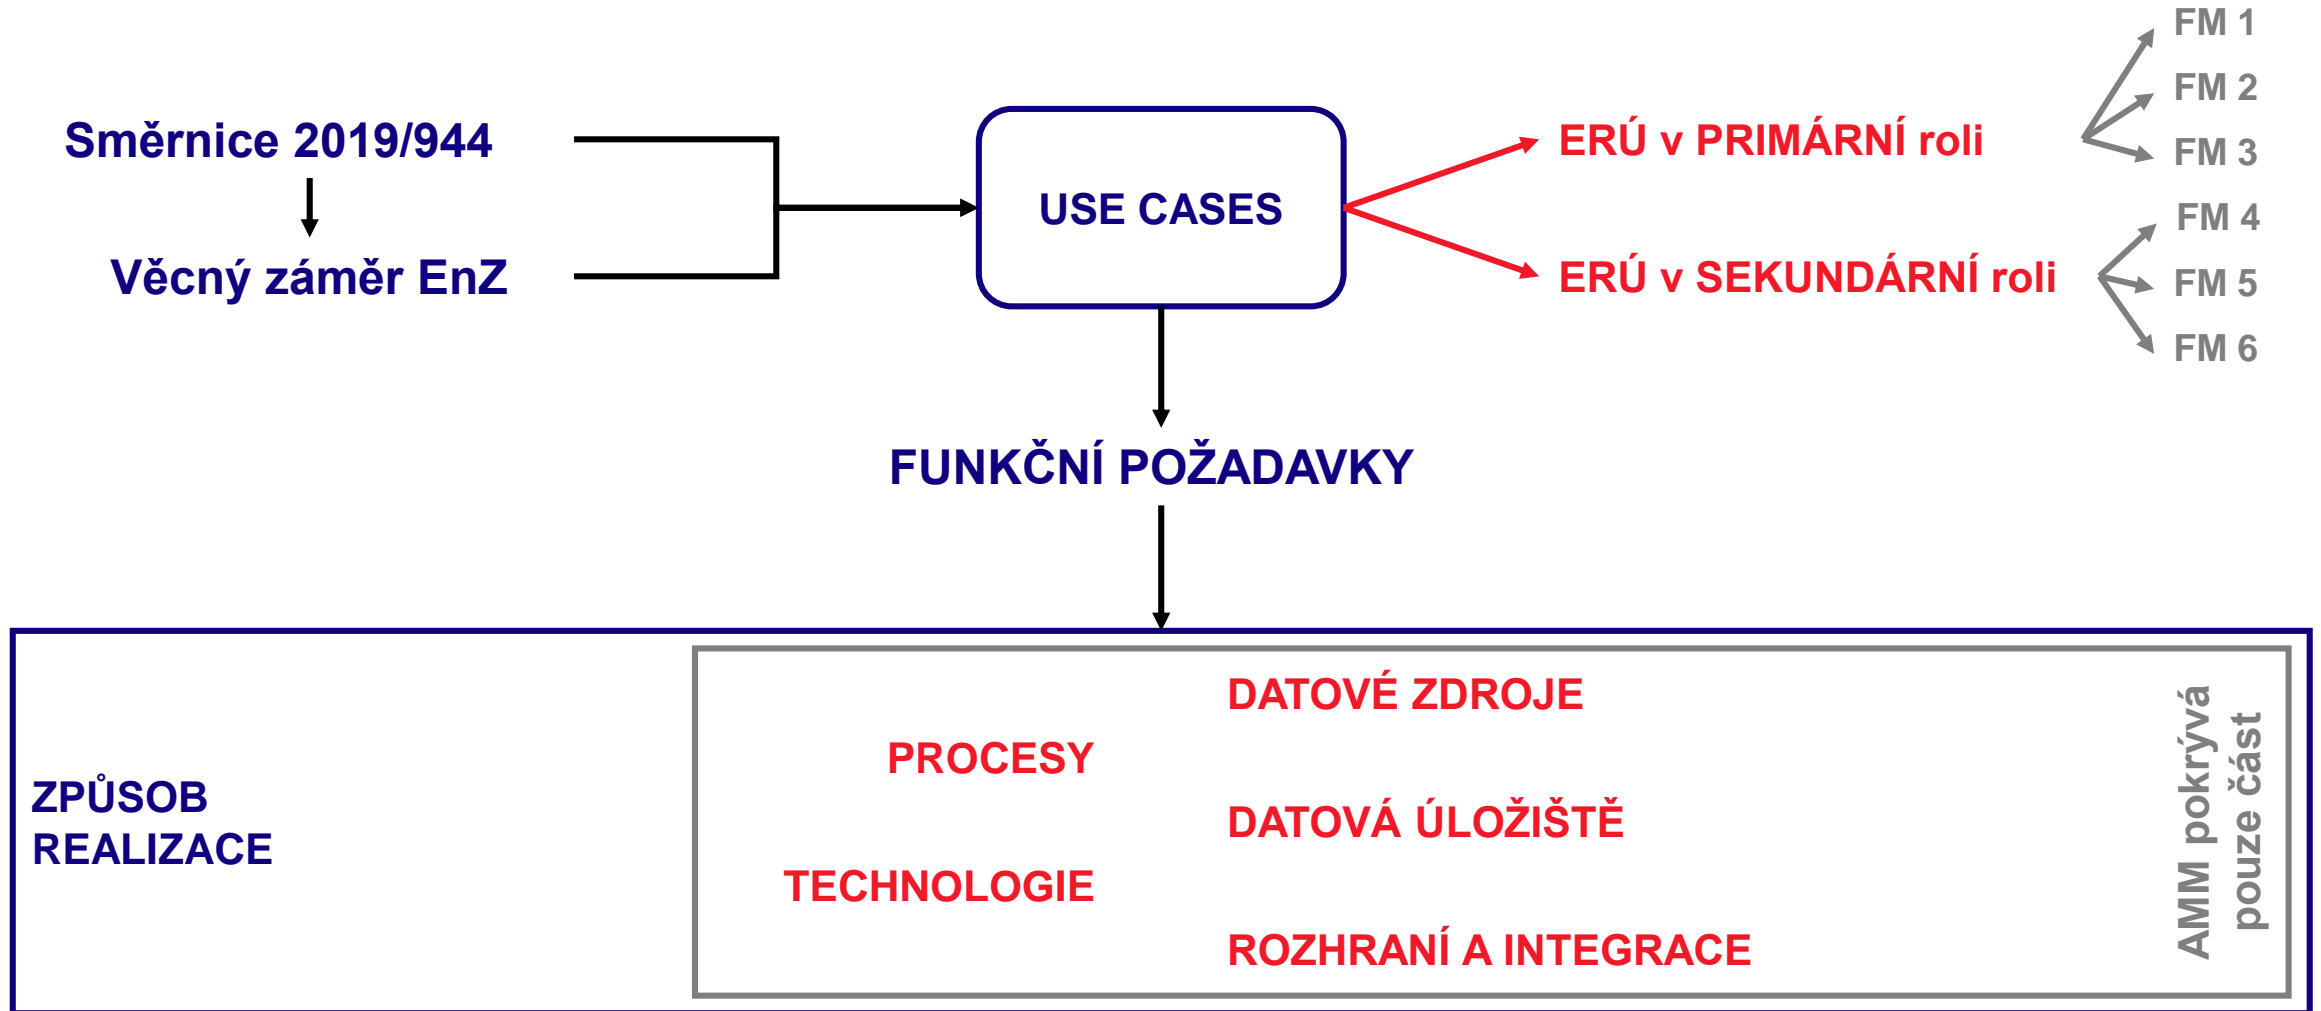 Směrnice 2019/944
Věcný záměr EnZ
USE CASES
ERÚ v PRIMÁRNÍ roli
ERÚ v SEKUNDÁRNÍ roli
FM 1
FM 2
FM 3
FM 4
FM 5
FM 6
FUNKČNÍ POŽADAVKY
ZPŮSOB
REALIZACE
DATOVÉ ZDROJE
PROCESY
DATOVÁ ÚLOŽIŠTĚ
TECHNOLOGIE
ROZHRANÍ A INTEGRACE
AMM pokrývá
pouze část